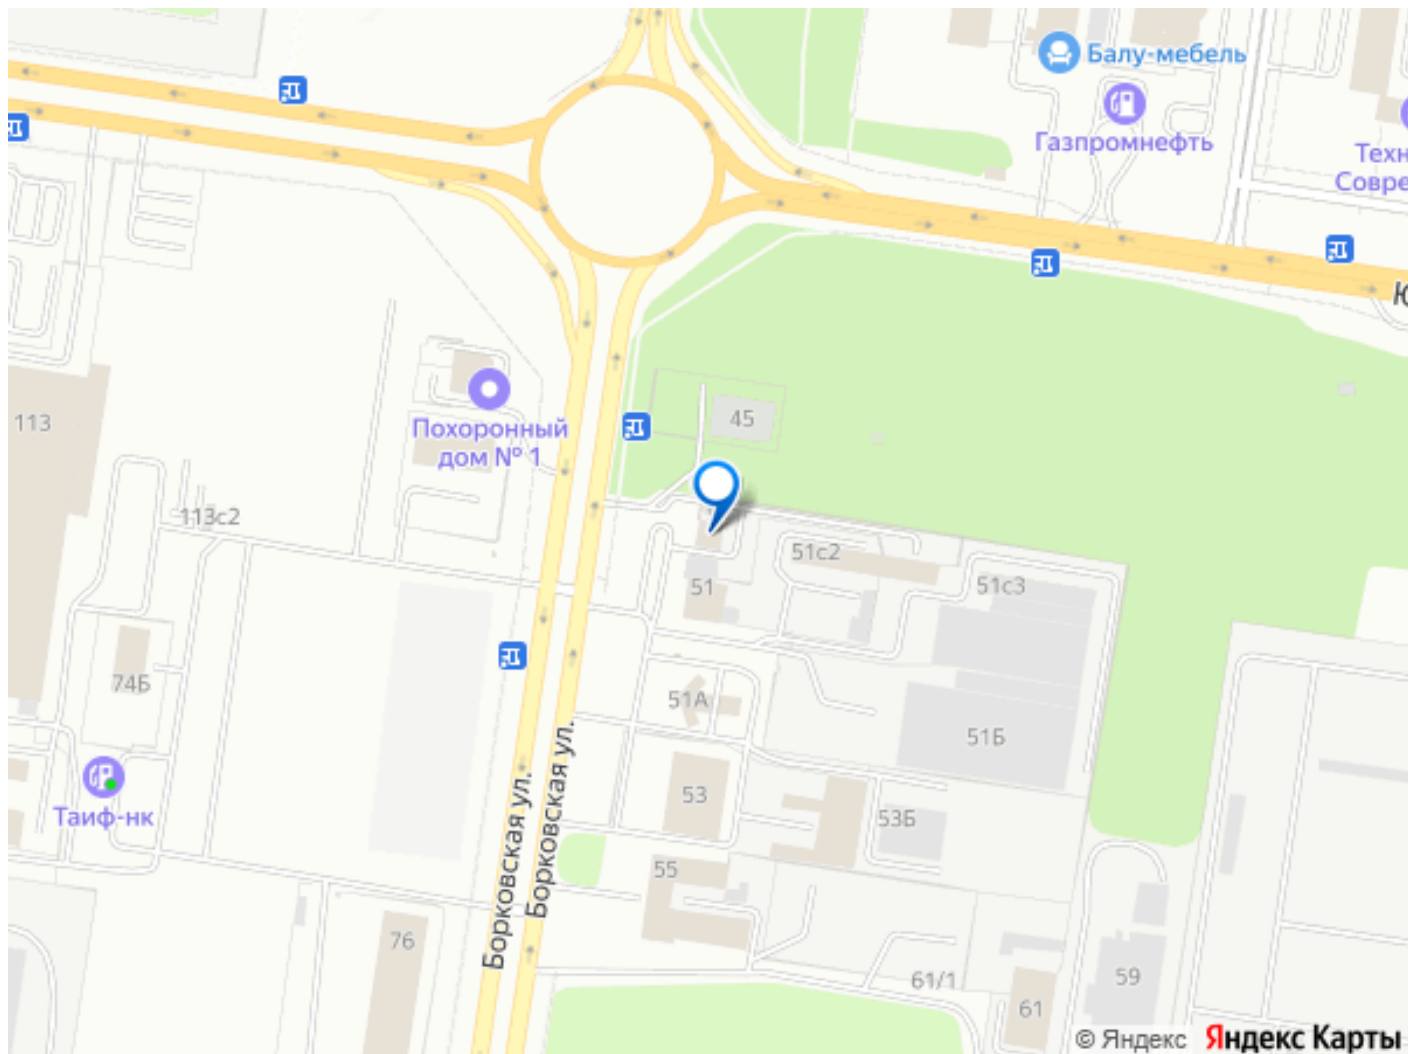 Балу-мебель
Газпромнефть
Техн
Совре
Ю
113
45
Похоронный
дом № 1
113с2
51с2
51
51с3
74Б
51А
51Б
Таиф-нк
53
53Б
Борковская ул.
Борковская ул.
55
76
61/1
59
61
© Яндекс Яндекс Карты